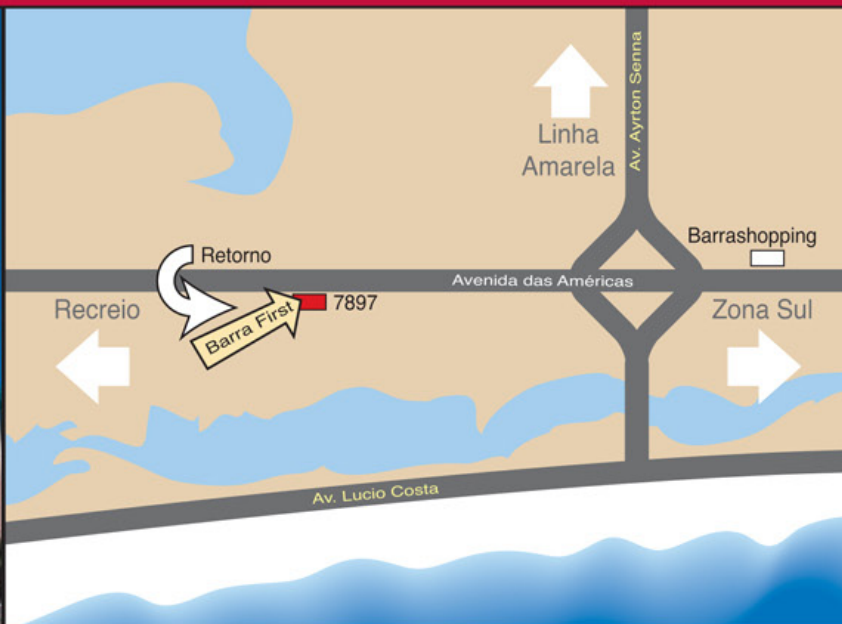 Av. Ayrton Senna
Linha
Amarela
Barrashopping
Retorno
Avenida das Américas
Recreio
Barra First
7897
Zona Sul
Av. Lucio Costa